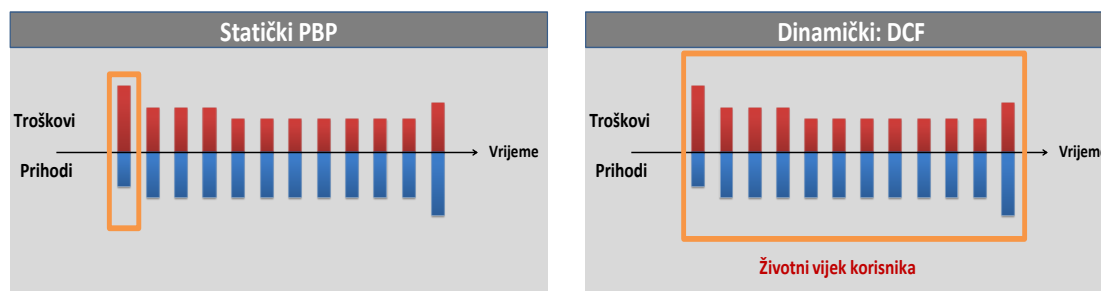 Statički PBP
Troškovi
Prihodi
Vrijeme
Dinamički: DCF
Troškovi
Prihodi
Vrijeme
Životni vijek korisnika